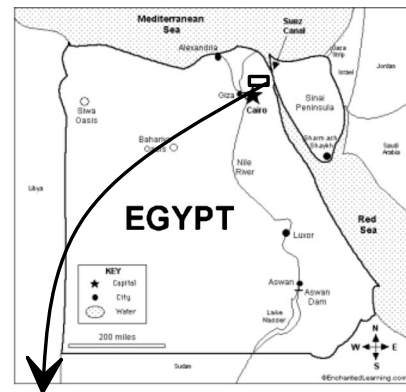 Mediterranean
Sea
Suez
Canal
Alexandria
Gaza
Strip
Israel
Jordan
Giza
Cairo
Sinai
Peninsula
Siwa
Oasis
Bahariya
Oasis
Sharm ash
Shaykh
Saudi
Arabia
Nile
River
Libya
EGYPT
Red
Sea
Luxor
KEY
Capital
City
Water
Aswan
Aswan
Dam
Lake
Nasser
200 miles
N
W E
S
Sudan
©EnchantedLearning.com